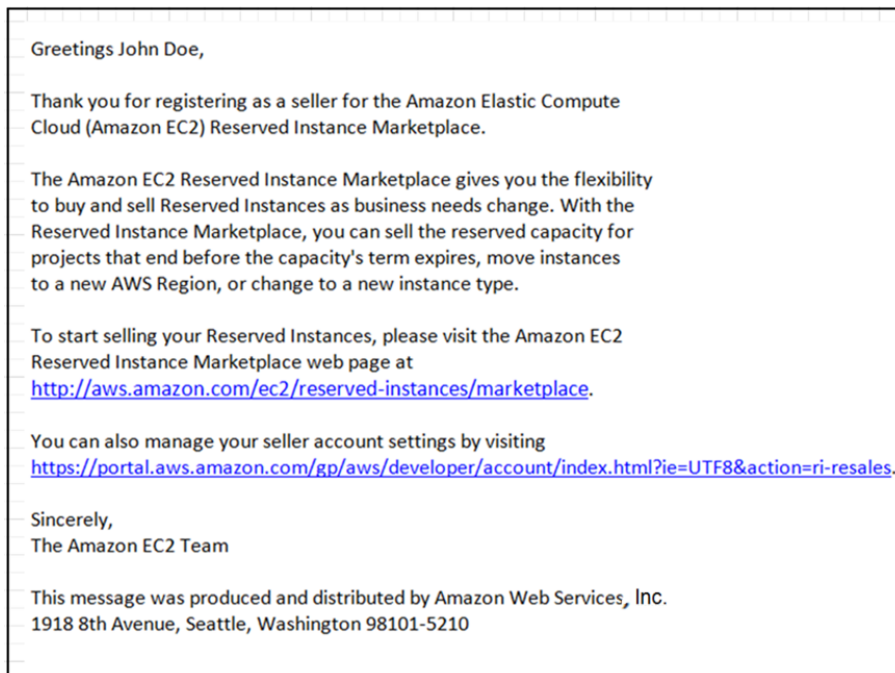 Greetings John Doe,
Thank you for registering as a seller for the Amazon Elastic Compute
Cloud (Amazon EC2) Reserved Instance Marketplace.
The Amazon EC2 Reserved Instance Marketplace gives you the flexibility
to buy and sell Reserved Instances as business needs change. With the
Reserved Instance Marketplace, you can sell the reserved capacity for
projects that end before the capacity's term expires, move instances
to a new AWS Region, or change to a new instance type.
To start selling your Reserved Instances, please visit the Amazon EC2
Reserved Instance Marketplace web page at
http://aws.amazon.com/ec2/reserved-instances/marketplace.
You can also manage your seller account settings by visiting
https://portal.aws.amazon.com/gp/aws/developer/account/index.html?ie=UTF8&action=ri-resales.
Sincerely,
The Amazon EC2 Team
This message was produced and distributed by Amazon Web Services, Inc.
1918 8th Avenue, Seattle, Washington 98101-5210